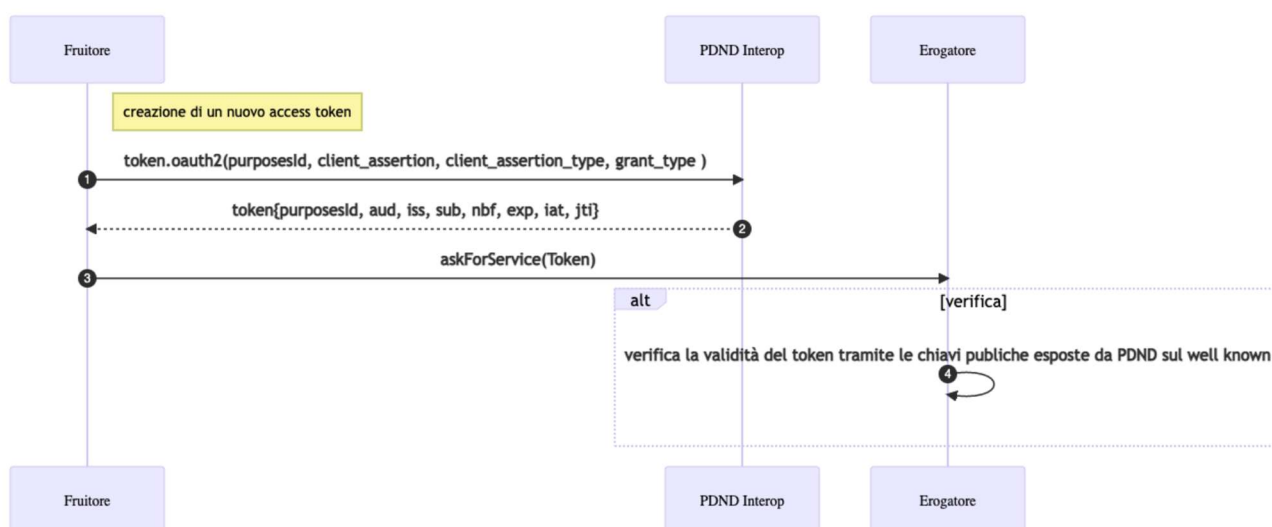 Fruitore
PDND Interop
Erogatore
creazione di un nuovo access token
token.oauth2(purposesId, client_assertion, client_assertion_type, grant_type )
1
token{purposesId, aud, iss, sub, nbf, exp, iat, jti}
2
askForService(Token)
3
alt
[verifica]
verifica la validità del token tramite le chiavi publiche esposte da PDND sul well known
4
Fruitore
PDND Interop
Erogatore